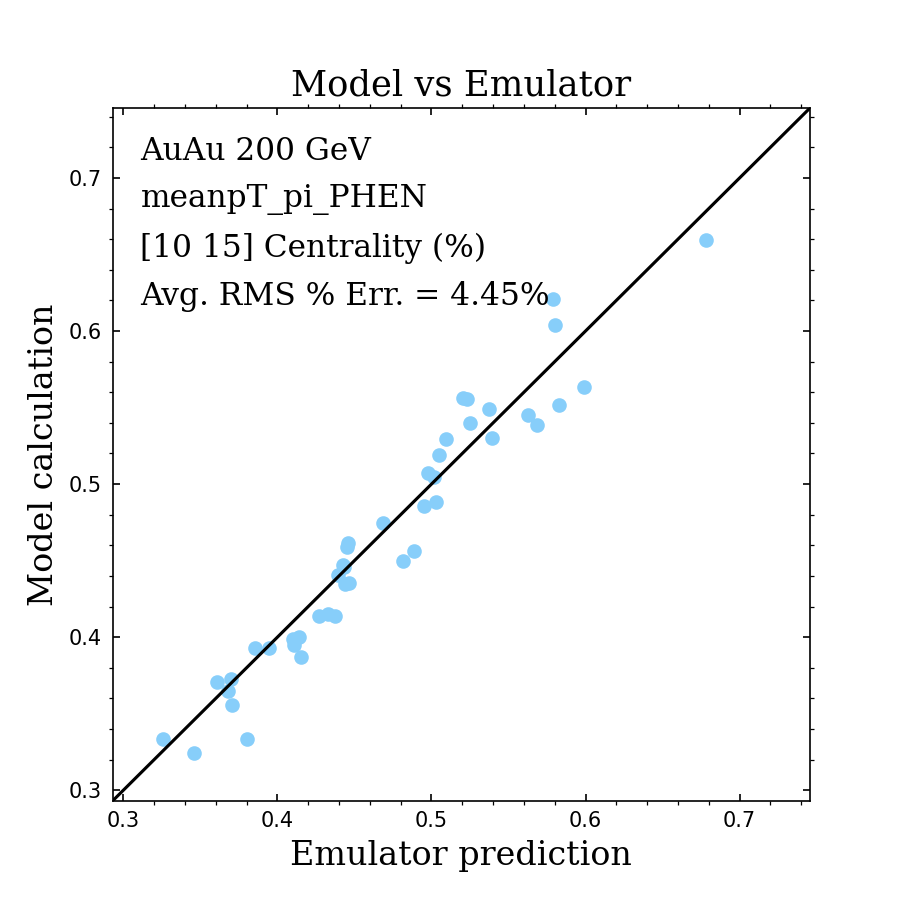 Model vs Emulator
AuAu 200 GeV
meanpT_pi_PHEN
[10 15] Centrality (%)
Avg. RMS % Err. = 4.45%
Model calculation
0.7
0.6
0.5
0.4
0.3
0.3 0.4 0.5 0.6 0.7
Emulator prediction